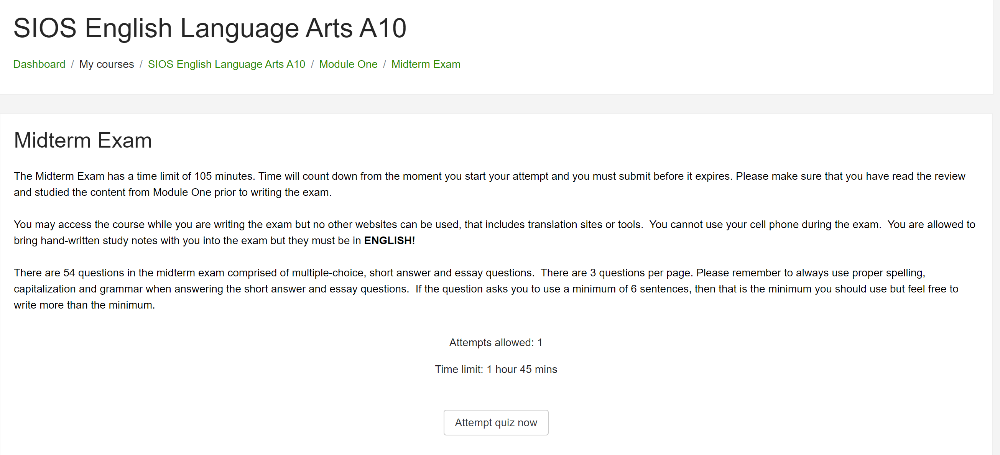 SIOS English Language Arts A10
Dashboard / My courses / SIOS English Language Arts A10 / Module One / Midterm Exam
Midterm Exam
The Midterm Exam has a time limit of 105 minutes. Time will count down from the moment you start your attempt and you must submit before it expires. Please make sure that you have read the review
and studied the content from Module One prior to writing the exam.
You may access the course while you are writing the exam but no other websites can be used, that includes translation sites or tools.  You cannot use your cell phone during the exam.  You are allowed to
bring hand-written study notes with you into the exam but they must be in ENGLISH!
There are 54 questions in the midterm exam comprised of multiple-choice, short answer and essay questions.  There are 3 questions per page. Please remember to always use proper spelling,
capitalization and grammar when answering the short answer and essay questions.  If the question asks you to use a minimum of 6 sentences, then that is the minimum you should use but feel free to
write more than the minimum.
Attempts allowed: 1
Time limit: 1 hour 45 mins
Attempt quiz now